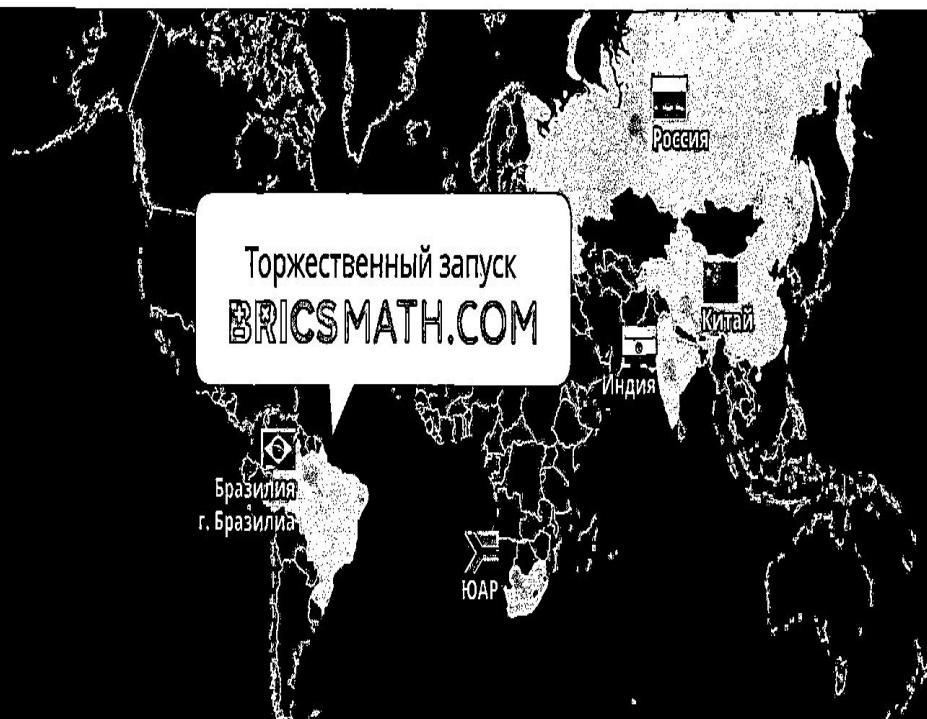 Россия
Торжественный запуск
BRICSMATH.COM
Китай
Индия
Бразилия
г. Бразилиа
ЮАР